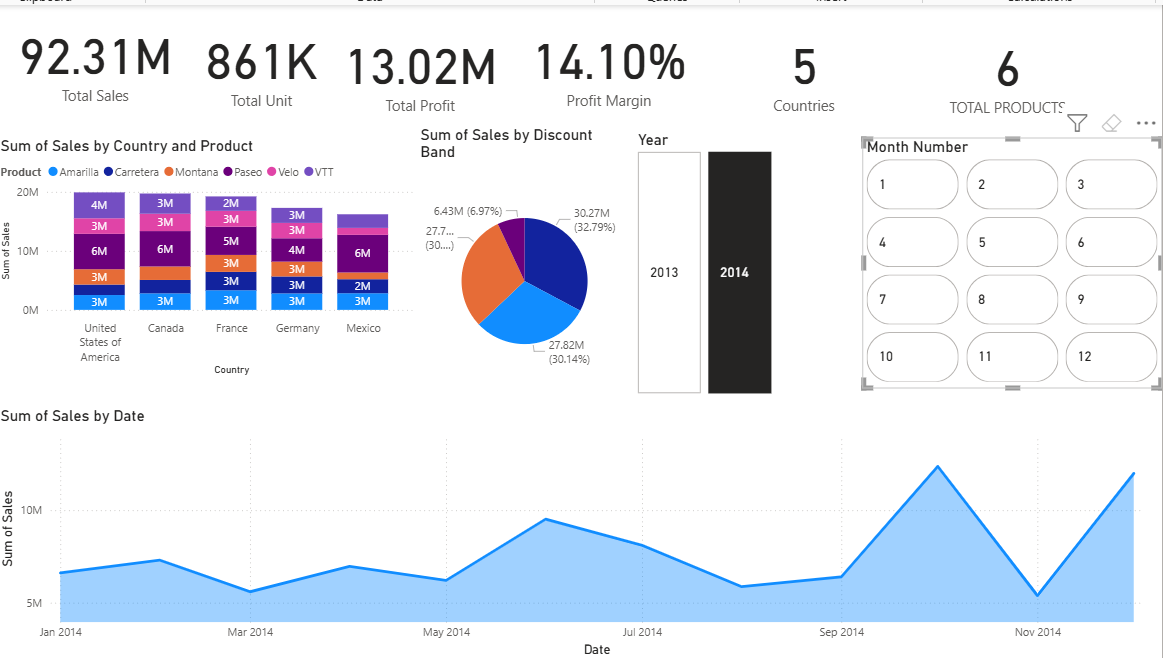 92.31M
Total Sales
861K
Total Unit
13.02M
Total Profit
14.10%
Profit Margin
5
Countries
6
TOTAL PRODUCTS
Sum of Sales by Country and Product
Product Amarilla Carretera Montana Paseo Velo VTT
20M
10M
0M
Sum of Sales
4M
3M
6M
3M
3M
3M
3M
6M
3M
2M
3M
5M
3M
3M
3M
3M
3M
4M
3M
3M
3M
6M
2M
3M
United
States of
America
Canada
France
Germany
Mexico
Country
Sum of Sales by Discount
Band
6.43M (6.97%)
30.27M
(32.79%)
27.7...
(30....)
27.82M
(30.14%)
Year
2013
2014
Month Number
1
2
3
4
5
6
7
8
9
10
11
12
Sum of Sales by Date
Sum of Sales
10M
5M
Jan 2014
Mar 2014
May 2014
Jul 2014
Sep 2014
Nov 2014
Date